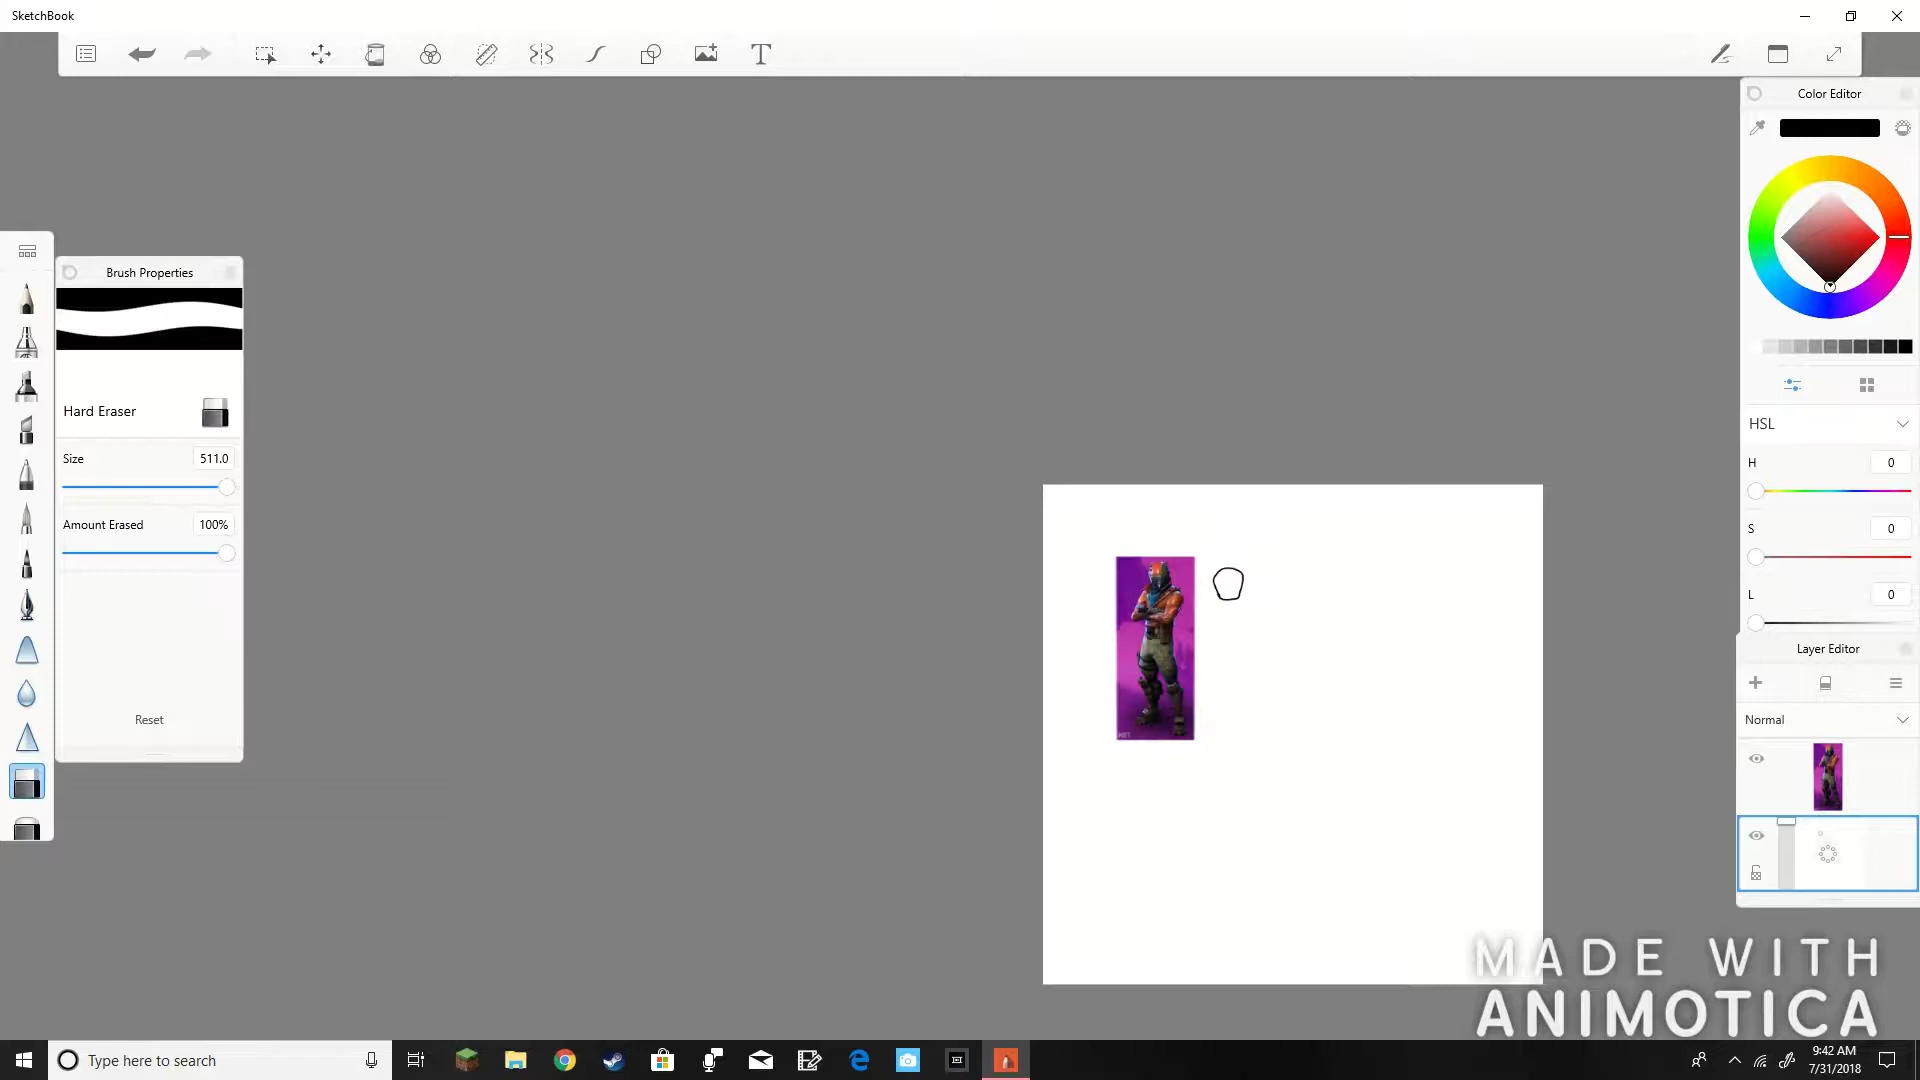 SketchBook
Color Editor
Brush Properties
Hard Eraser
Size 511.0
Amount Erased 100%
Reset
HSL
H 0
S 0
L 0
Layer Editor
Normal
MADE WITH
ANIMOTICA
Type here to search
9:42 AM
7/31/2018